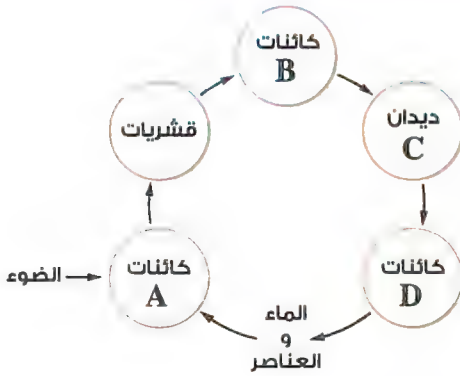 كائنات
B
ديدان
C
كائنات
D
الماء
و
العناصر
كائنات
A
الضوء
قشريات